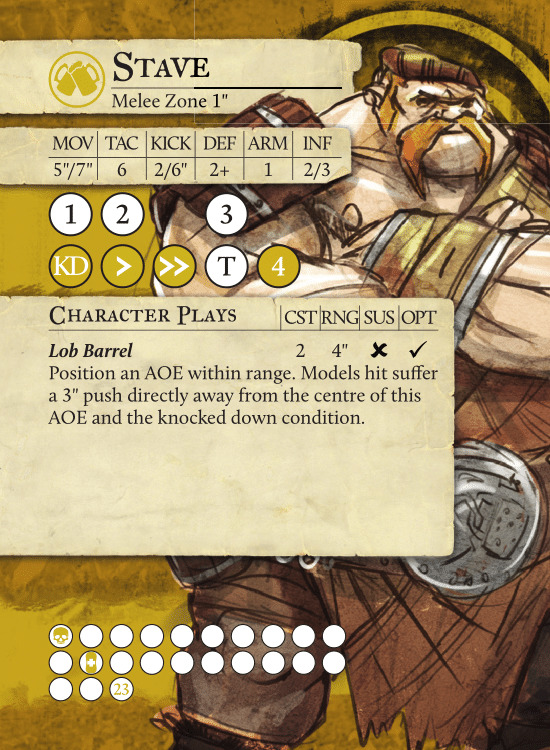 STAVE
Melee Zone 1"
MOV TAC KICK DEF ARM INF
5"/7" 6 2/6" 2+ 1 2/3
1 2 3
KD > >> T 4
CHARACTER PLAYS CST RNG SUS OPT
Lob Barrel 2 4" ✘ ✓
Position an AOE within range. Models hit suffer
a 3" push directly away from the centre of this
AOE and the knocked down condition.
23